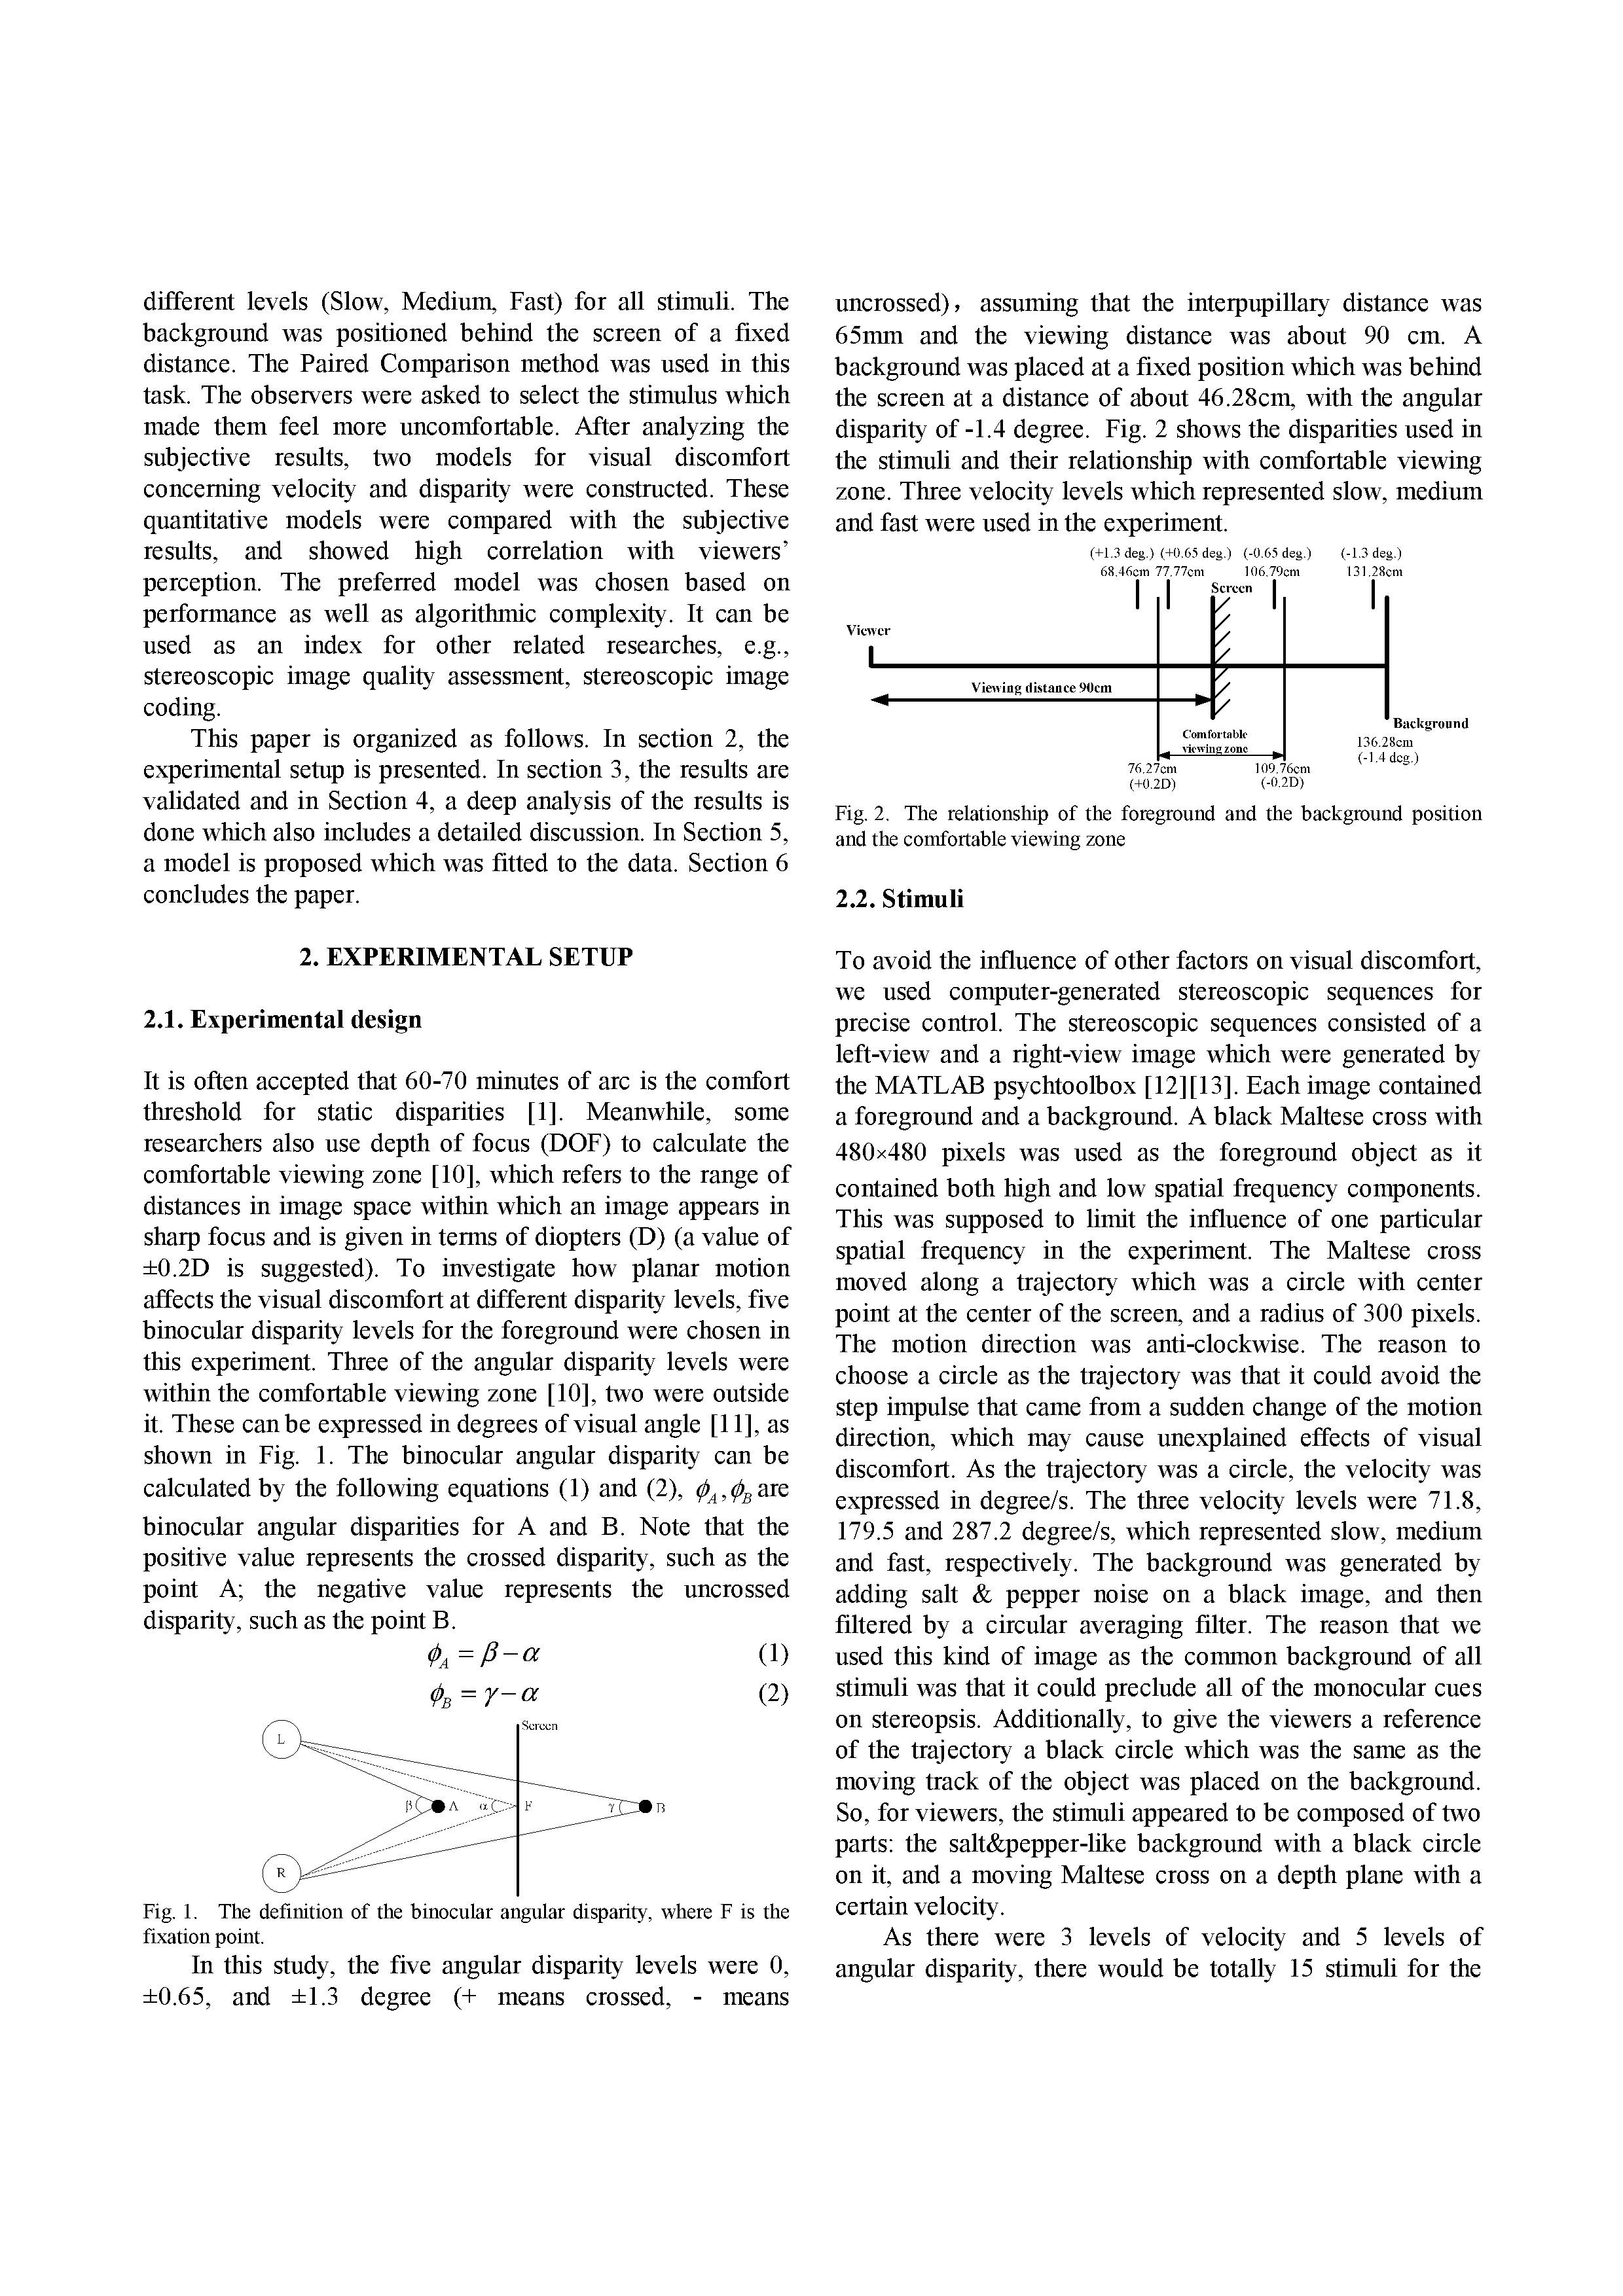 different levels (Slow, Medium, Fast) for all stimuli. The
background was positioned behind the screen of a fixed
distance. The Paired Comparison method was used in this
task. The observers were asked to select the stimulus which
made them feel more uncomfortable. After analyzing the
subjective results, two models for visual discomfort
concerning velocity and disparity were constructed. These
quantitative models were compared with the subjective
results, and showed high correlation with viewers’
perception. The preferred model was chosen based on
performance as well as algorithmic complexity. It can be
used as an index for other related researches, e.g.,
stereoscopic image quality assessment, stereoscopic image
coding.
This paper is organized as follows. In section 2, the
experimental setup is presented. In section 3, the results are
validated and in Section 4, a deep analysis of the results is
done which also includes a detailed discussion. In Section 5,
a model is proposed which was fitted to the data. Section 6
concludes the paper.
2. EXPERIMENTAL SETUP
2.1. Experimental design
It is often accepted that 60-70 minutes of arc is the comfort
threshold for static disparities [1]. Meanwhile, some
researchers also use depth of focus (DOF) to calculate the
comfortable viewing zone [10], which refers to the range of
distances in image space within which an image appears in
sharp focus and is given in terms of diopters (D) (a value of
±0.2D is suggested). To investigate how planar motion
affects the visual discomfort at different disparity levels, five
binocular disparity levels for the foreground were chosen in
this experiment. Three of the angular disparity levels were
within the comfortable viewing zone [10], two were outside
it. These can be expressed in degrees of visual angle [11], as
shown in Fig. 1. The binocular angular disparity can be
calculated by the following equations (1) and (2), ϕA,ϕB are
binocular angular disparities for A and B. Note that the
positive value represents the crossed disparity, such as the
point A; the negative value represents the uncrossed
disparity, such as the point B.
ϕA = β − α (1)
ϕB = γ − α (2)
Screen
L
β A α F γ B
R
Fig. 1. The definition of the binocular angular disparity, where F is the
fixation point.
In this study, the five angular disparity levels were 0,
±0.65, and ±1.3 degree (+ means crossed, - means
uncrossed)， assuming that the interpupillary distance was
65mm and the viewing distance was about 90 cm. A
background was placed at a fixed position which was behind
the screen at a distance of about 46.28cm, with the angular
disparity of -1.4 degree. Fig. 2 shows the disparities used in
the stimuli and their relationship with comfortable viewing
zone. Three velocity levels which represented slow, medium
and fast were used in the experiment.
(+1.3 deg.) (+0.65 deg.) (-0.65 deg.) (-1.3 deg.)
68.46cm 77.77cm 106.79cm 131.28cm
Screen
Viewer
Viewing distance 90cm
Background
Comfortable
viewing zone
136.28cm
(-1.4 deg.)
76.27cm 109.76cm
(+0.2D) (-0.2D)
Fig. 2. The relationship of the foreground and the background position
and the comfortable viewing zone
2.2. Stimuli
To avoid the influence of other factors on visual discomfort,
we used computer-generated stereoscopic sequences for
precise control. The stereoscopic sequences consisted of a
left-view and a right-view image which were generated by
the MATLAB psychtoolbox [12][13]. Each image contained
a foreground and a background. A black Maltese cross with
480×480 pixels was used as the foreground object as it
contained both high and low spatial frequency components.
This was supposed to limit the influence of one particular
spatial frequency in the experiment. The Maltese cross
moved along a trajectory which was a circle with center
point at the center of the screen, and a radius of 300 pixels.
The motion direction was anti-clockwise. The reason to
choose a circle as the trajectory was that it could avoid the
step impulse that came from a sudden change of the motion
direction, which may cause unexplained effects of visual
discomfort. As the trajectory was a circle, the velocity was
expressed in degree/s. The three velocity levels were 71.8,
179.5 and 287.2 degree/s, which represented slow, medium
and fast, respectively. The background was generated by
adding salt & pepper noise on a black image, and then
filtered by a circular averaging filter. The reason that we
used this kind of image as the common background of all
stimuli was that it could preclude all of the monocular cues
on stereopsis. Additionally, to give the viewers a reference
of the trajectory a black circle which was the same as the
moving track of the object was placed on the background.
So, for viewers, the stimuli appeared to be composed of two
parts: the salt&pepper-like background with a black circle
on it, and a moving Maltese cross on a depth plane with a
certain velocity.
As there were 3 levels of velocity and 5 levels of
angular disparity, there would be totally 15 stimuli for the